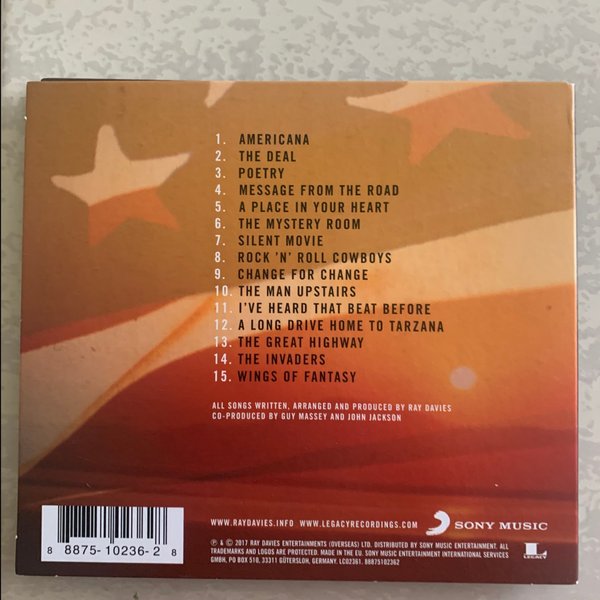 1. AMERICANA
2. THE DEAL
3. POETRY
4. MESSAGE FROM THE ROAD
5. A PLACE IN YOUR HEART
6. THE MYSTERY ROOM
7. SILENT MOVIE
8. ROCK 'N' ROLL COWBOYS
9. CHANGE FOR CHANGE
10. THE MAN UPSTAIRS
11. I'VE HEARD THAT BEAT BEFORE
12. A LONG DRIVE HOME TO TARZANA
13. THE GREAT HIGHWAY
14. THE INVADERS
15. WINGS OF FANTASY
ALL SONGS WRITTEN, ARRANGED AND PRODUCED BY RAY DAVIES
CO-PRODUCED BY GUY MASSEY AND JOHN JACKSON
8 88751-02362 8
WWW.RAYDAVIES.INFO WWW.LEGACYRECORDINGS.COM SONY MUSIC
℗ & © 2017 RAY DAVIES ENTERTAINMENTS (OVERSEAS) LTD. DISTRIBUTED BY SONY MUSIC ENTERTAINMENT. ALL
TRADEMARKS AND LOGOS ARE PROTECTED. MADE IN THE EU. SONY MUSIC ENTERTAINMENT INTERNATIONAL SERVICES
GMBH, PO BOX 510, 33311 GÜTERSLOH, GERMANY. LC02361. 88875102362
L
LEGACY